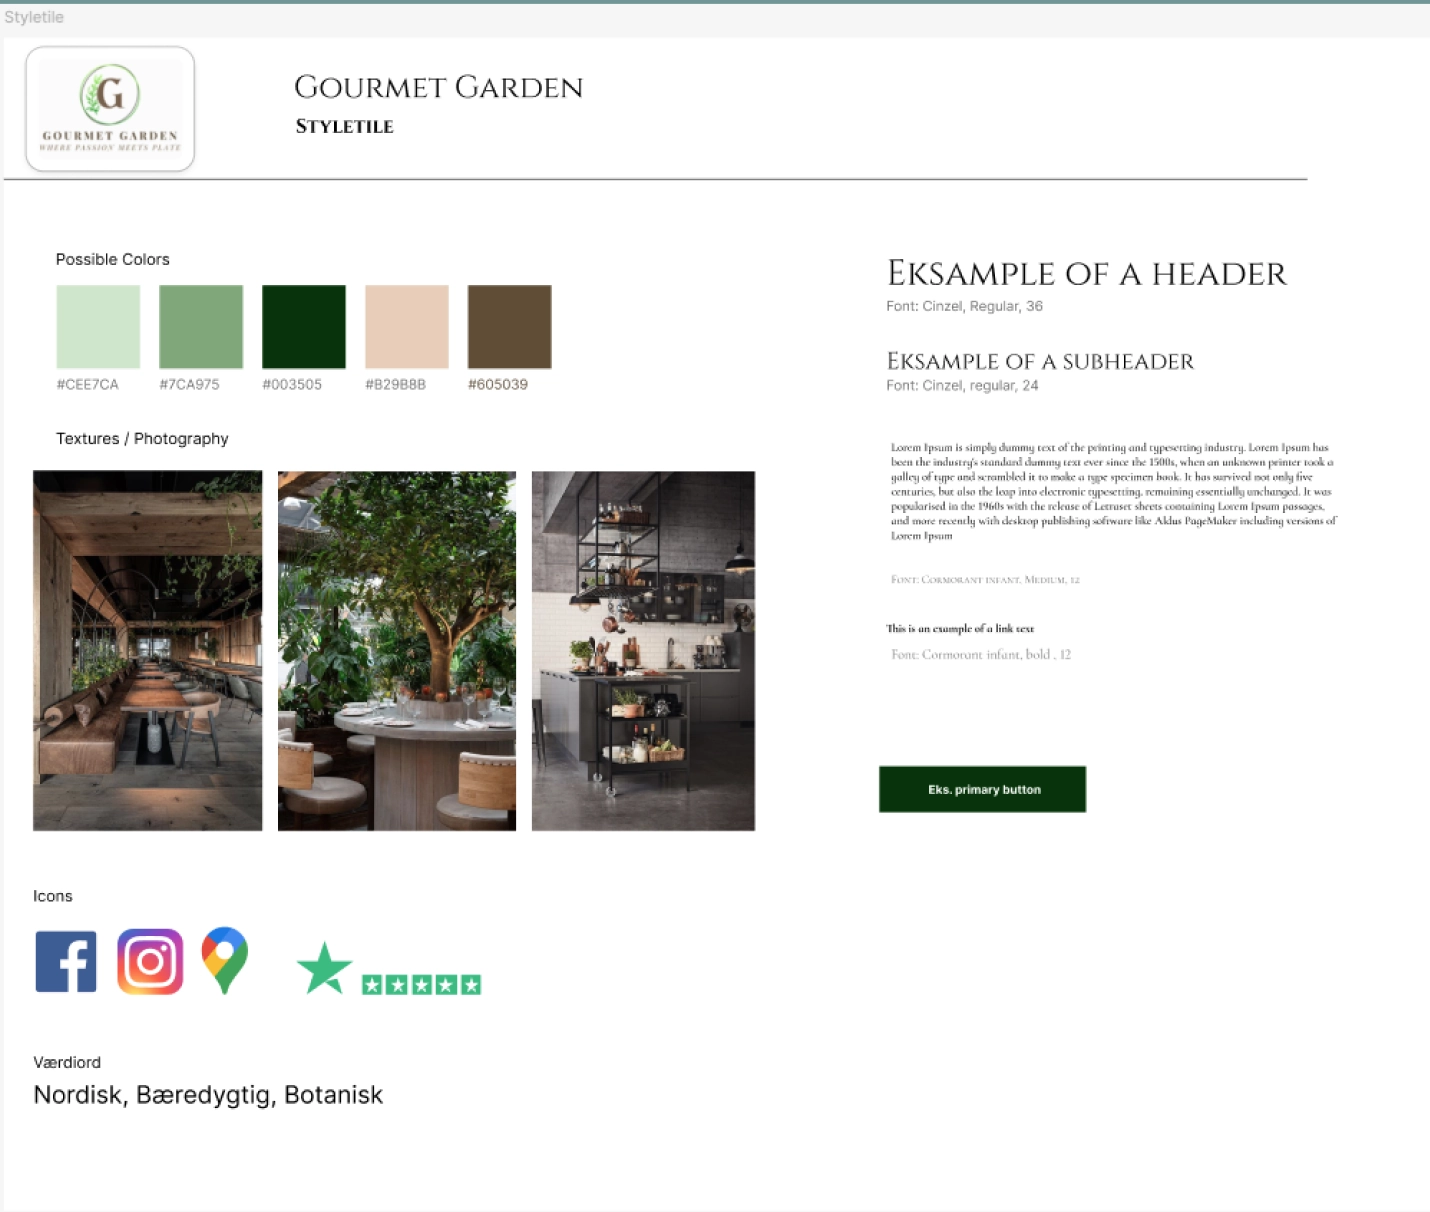 Styletile
G
GOURMET GARDEN
WHERE PASSION MEETS PLATE
Gourmet Garden
Styletile
Possible Colors
#CEE7CA
#7CA975
#003505
#B29B8B
#605039
Textures / Photography
Icons
Værdiord
Nordisk, Bæredygtig, Botanisk
Eksample of a header
Font: Cinzel, Regular, 36
Eksample of a subheader
Font: Cinzel, regular, 24
Lorem Ipsum is simply dummy text of the printing and typesetting industry. Lorem Ipsum has
been the industry's standard dummy text ever since the 1500s, when an unknown printer took a
galley of type and scrambled it to make a type specimen book. It has survived not only five
centuries, but also the leap into electronic typesetting, remaining essentially unchanged. It was
popularised in the 1960s with the release of Letraset sheets containing Lorem Ipsum passages,
and more recently with desktop publishing software like Aldus PageMaker including versions of
Lorem Ipsum
Font: Cormorant infant, Medium, 12
This is an example of a link text
Font: Cormorant infant, bold , 12
Eks. primary button